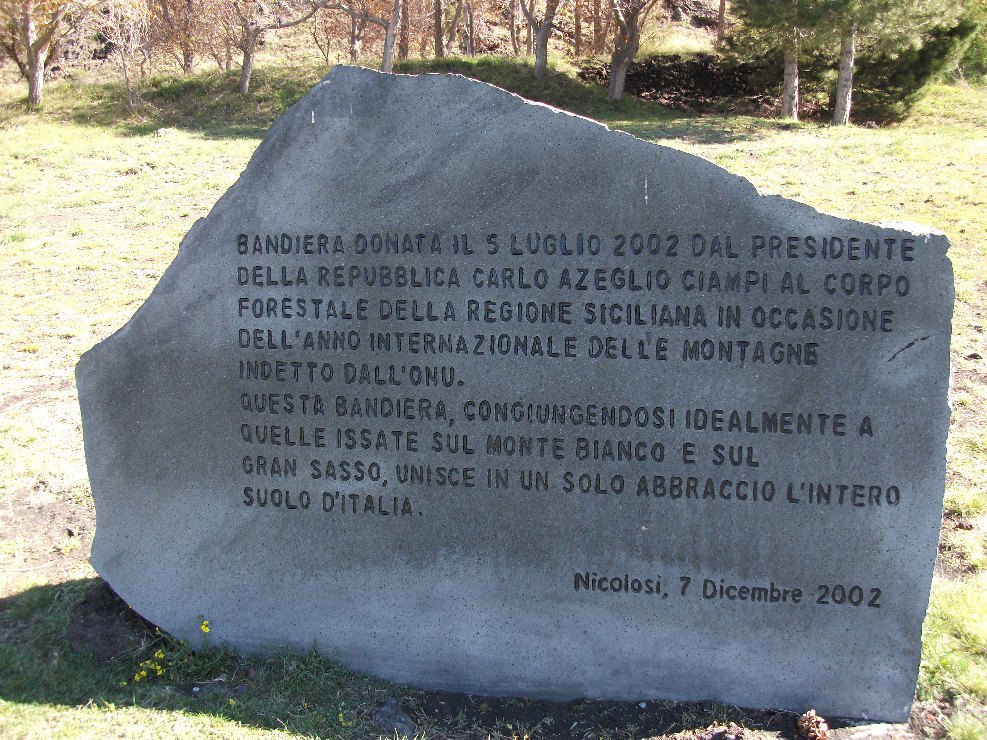 BANDIERA DONATA IL 5 LUGLIO 2002 DAL PRESIDENTE
DELLA REPUBBLICA CARLO AZEGLIO CIAMPI AL CORPO
FORESTALE DELLA REGIONE SICILIANA IN OCCASIONE
DELL'ANNO INTERNAZIONALE DELLE MONTAGNE
INDETTO DALL'ONU.
QUESTA BANDIERA, CONGIUNGENDOSI IDEALMENTE A
QUELLE ISSATE SUL MONTE BIANCO E SUL
GRAN SASSO, UNISCE IN UN SOLO ABBRACCIO L'INTERO
SUOLO D'ITALIA.
Nicolosi, 7 Dicembre 2002